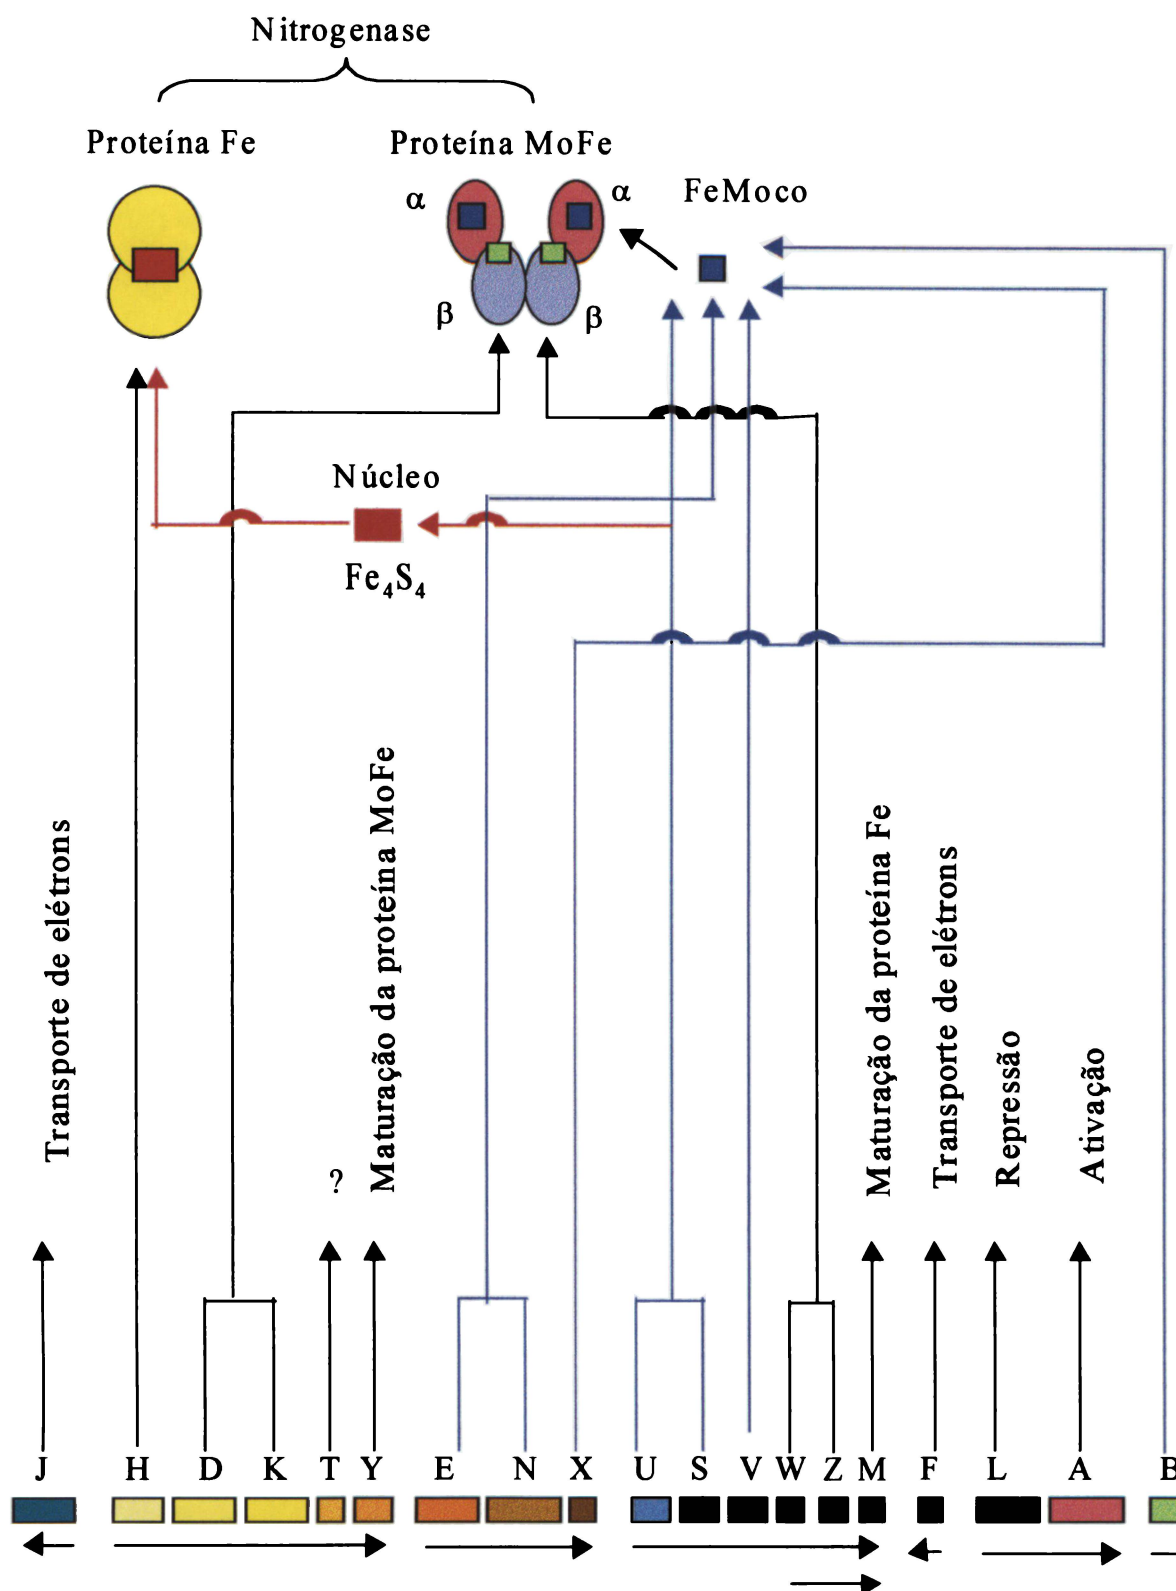 Nitrogenase
Proteína Fe
Proteína MoFe
FeMoco
α
α
β
β
Núcleo
Fe₄S₄
Transporte de elétrons
?
Maturação da proteína MoFe
Maturação da proteína Fe
Transporte de elétrons
Repressão
Ativação
J H D K T Y E N X U S V W Z M F L A B